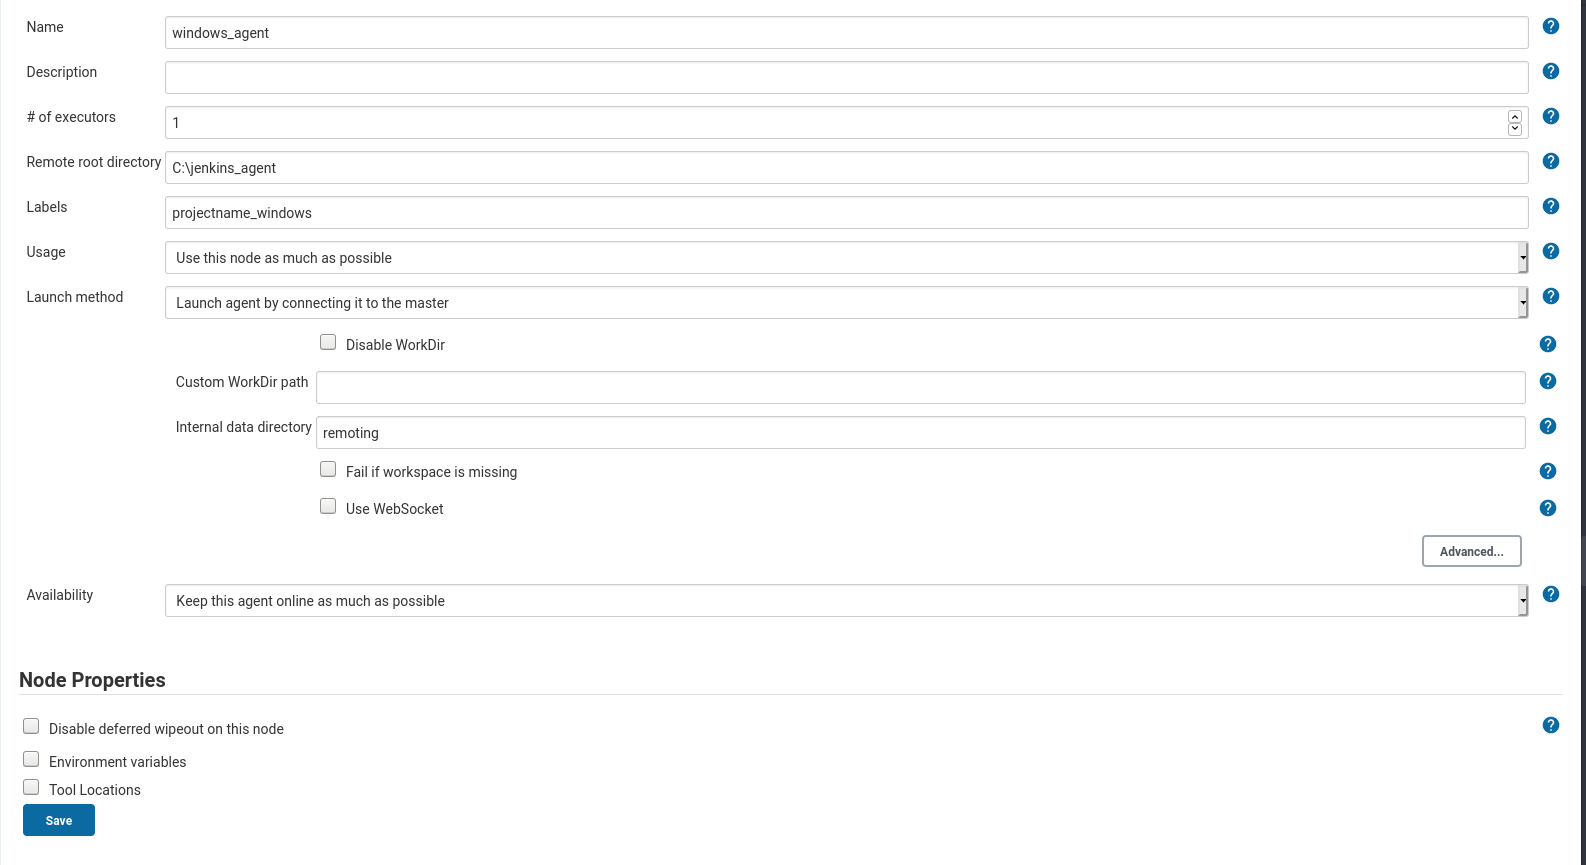 Name windows_agent ?
Description ?
# of executors 1 ?
Remote root directory C:\jenkins_agent ?
Labels projectname_windows ?
Usage Use this node as much as possible ?
Launch method Launch agent by connecting it to the master ?
Disable WorkDir ?
Custom WorkDir path ?
Internal data directory remoting ?
Fail if workspace is missing ?
Use WebSocket ?
Advanced...
Availability Keep this agent online as much as possible ?
Node Properties
Disable deferred wipeout on this node ?
Environment variables
Tool Locations
Save